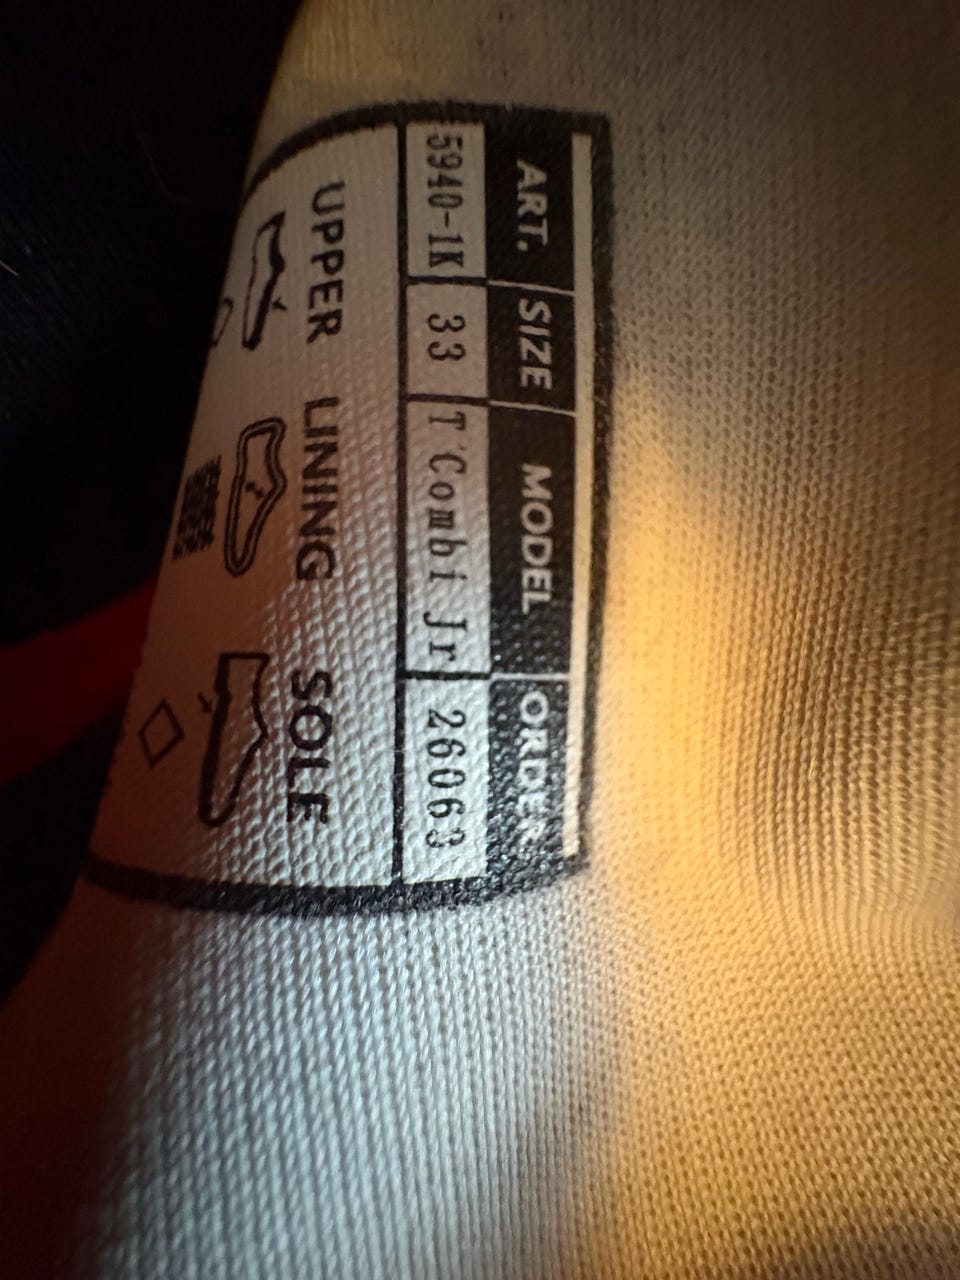 ART. SIZE MODEL ORDER
5940-1K 33 T'Combi Jr 26063
UPPER LINING SOLE